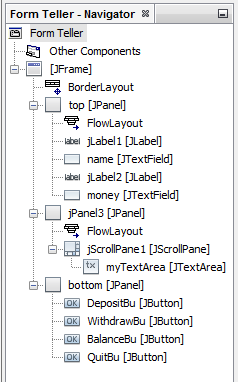 Form Teller - Navigator
Form Teller
Other Components
[JFrame]
BorderLayout
top [JPanel]
FlowLayout
label jLabel1 [JLabel]
name [JTextField]
label jLabel2 [JLabel]
money [JTextField]
jPanel3 [JPanel]
FlowLayout
jScrollPane1 [JScrollPane]
tx myTextArea [JTextArea]
bottom [JPanel]
OK DepositBu [JButton]
OK WithdrawBu [JButton]
OK BalanceBu [JButton]
OK QuitBu [JButton]